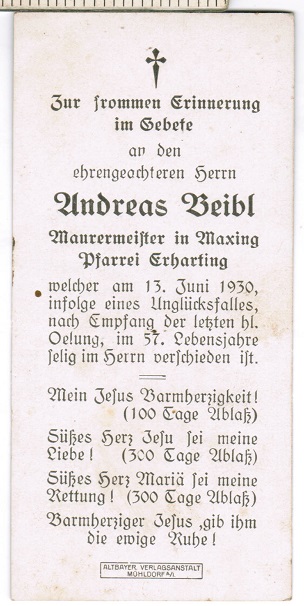 Zur frommen Erinnerung
im Gebete
an den
ehrengeachteten Herrn
Andreas Beibl
Maurermeister in Maxing
Pfarrei Erharting
welcher am 13. Juni 1930,
infolge eines Unglücksfalles,
nach Empfang der letzten hl.
Oelung, im 57. Lebensjahre
selig im Herrn verschieden ist.
Mein Jesus Barmherzigkeit!
(100 Tage Ablaß)
Süßes Herz Jesu sei meine
Liebe! (300 Tage Ablaß)
Süßes Herz Mariä sei meine
Rettung! (300 Tage Ablaß)
Barmherziger Jesus ,gib ihm
die ewige Ruhe!
ALTBAYER. VERLAGSANSTALT
MÜHLDORF A/I.